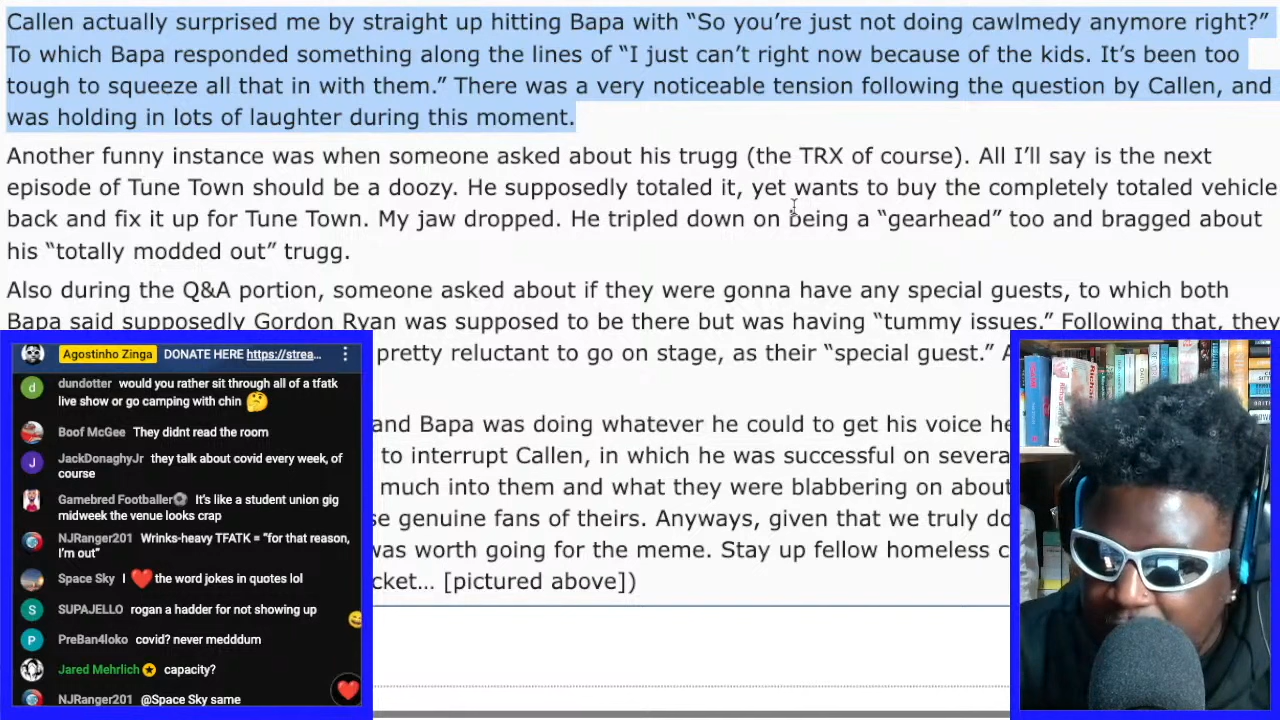 Callen actually surprised me by straight up hitting Bapa with “So you’re just not doing cawlmedy anymore right?”
To which Bapa responded something along the lines of “I just can’t right now because of the kids. It’s been too
tough to squeeze all that in with them.” There was a very noticeable tension following the question by Callen, and
was holding in lots of laughter during this moment.
Another funny instance was when someone asked about his trugg (the TRX of course). All I’ll say is the next
episode of Tune Town should be a doozy. He supposedly totaled it, yet wants to buy the completely totaled vehicle
back and fix it up for Tune Town. My jaw dropped. He tripled down on being a “gearhead” too and bragged about
his “totally modded out” trugg.
Also during the Q&A portion, someone asked about if they were gonna have any special guests, to which both
Bapa said supposedly Gordon Ryan was supposed to be there but was having “tummy issues.” Following that, they
pretty reluctant to go on stage, as their “special guest.”
and Bapa was doing whatever he could to get his voice
to interrupt Callen, in which he was successful on
much into them and what they were blabbering on about
genuine fans of theirs. Anyways, given that we truly
was worth going for the meme. Stay up fellow homeless
[pictured above])
Agostinho Zinga DONATE HERE https://strea...
dundotter would you rather sit through all of a tfatk
live show or go camping with chin 🤔
Boof McGee They didnt read the room
JackDonaghyJr they talk about covid every week, of
course
Gamebred Footballer⚽ It's like a student union gig
midweek the venue looks crap
NJRanger201 Wrinks-heavy TFATK = “for that reason,
I'm out”
Space Sky I ❤️ the word jokes in quotes lol
SUPAJELLO rogan a hadder for not showing up
PreBan4loko covid? never medddum
Jared Mehrlich capacity?
NJRanger201 @Space Sky same